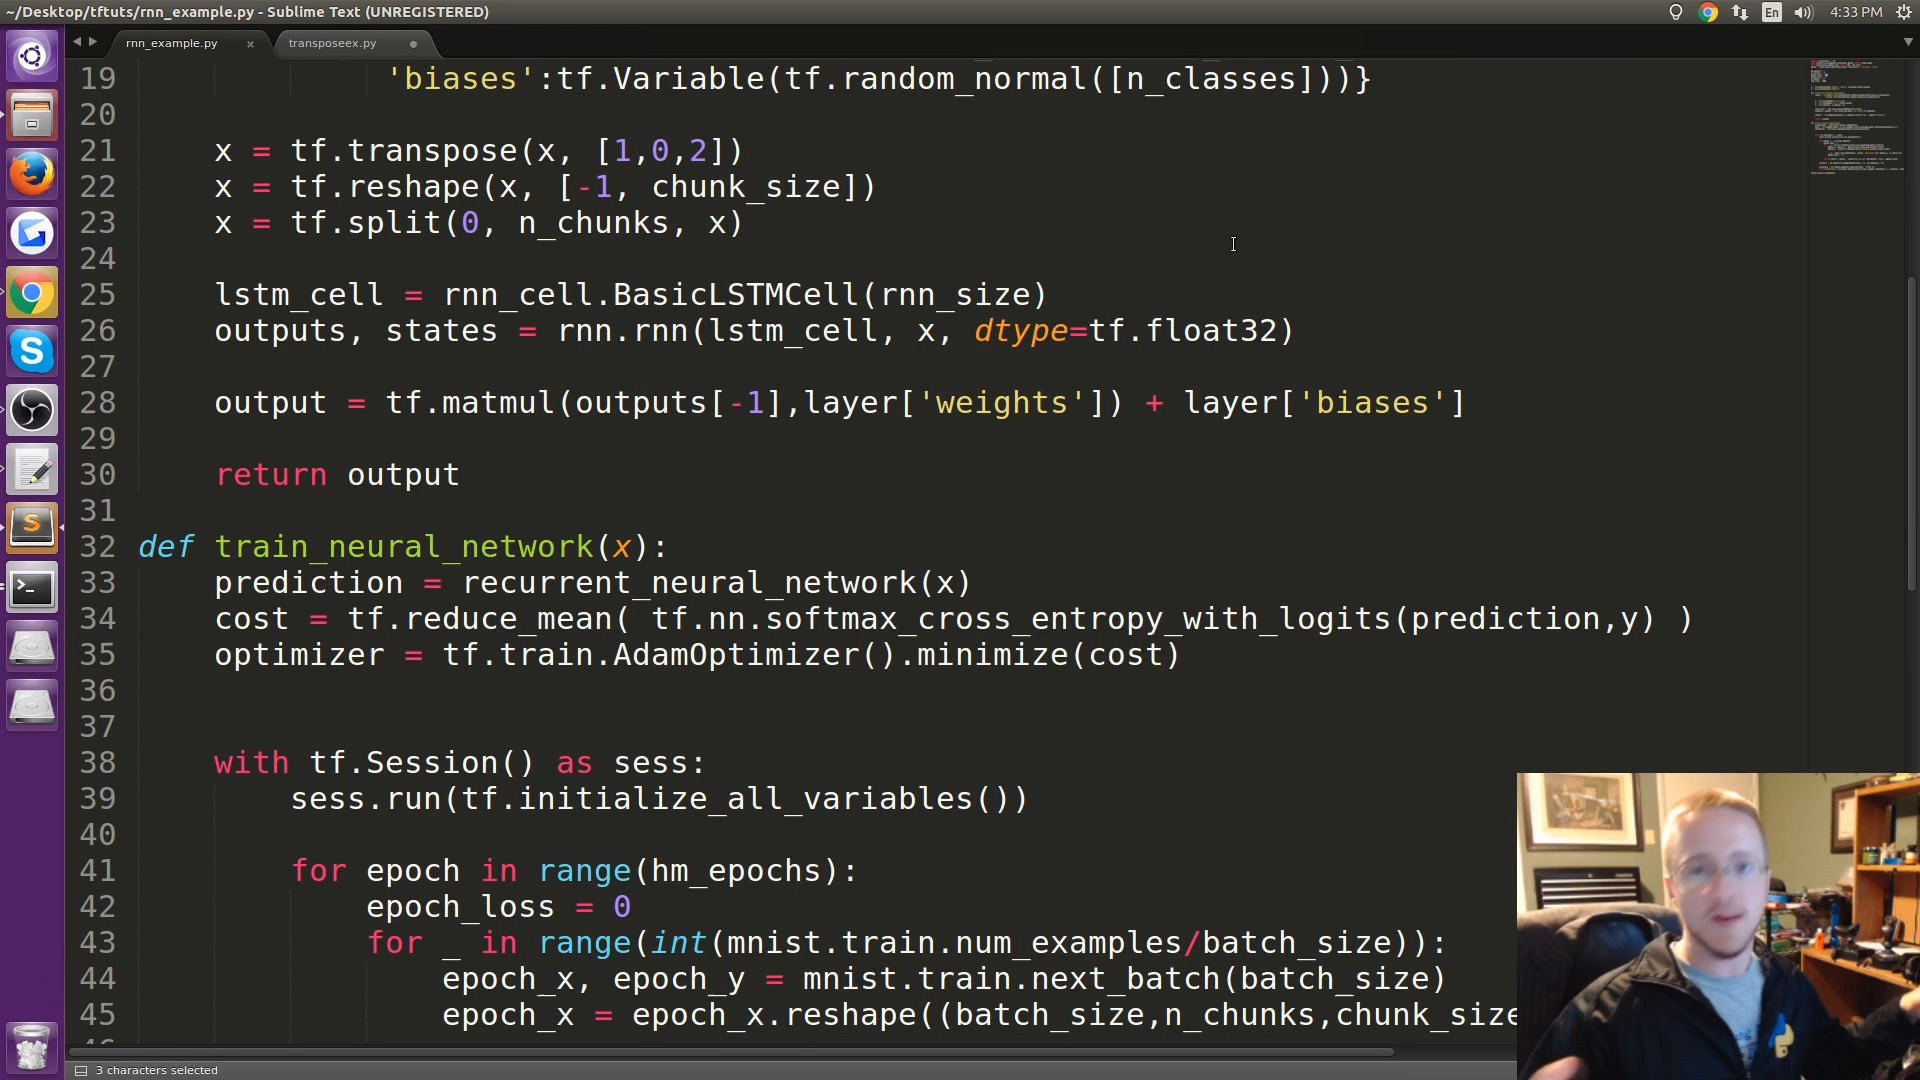 ~/Desktop/tftuts/rnn_example.py - Sublime Text (UNREGISTERED)
En
4:33 PM
rnn_example.py
transposeex.py
19 'biases':tf.Variable(tf.random_normal([n_classes]))}
20
21 x = tf.transpose(x, [1,0,2])
22 x = tf.reshape(x, [-1, chunk_size])
23 x = tf.split(0, n_chunks, x)
24
25 lstm_cell = rnn_cell.BasicLSTMCell(rnn_size)
26 outputs, states = rnn.rnn(lstm_cell, x, dtype=tf.float32)
27
28 output = tf.matmul(outputs[-1],layer['weights']) + layer['biases']
29
30 return output
31
32 def train_neural_network(x):
33 prediction = recurrent_neural_network(x)
34 cost = tf.reduce_mean( tf.nn.softmax_cross_entropy_with_logits(prediction,y) )
35 optimizer = tf.train.AdamOptimizer().minimize(cost)
36
37
38 with tf.Session() as sess:
39 sess.run(tf.initialize_all_variables())
40
41 for epoch in range(hm_epochs):
42 epoch_loss = 0
43 for _ in range(int(mnist.train.num_examples/batch_size)):
44 epoch_x, epoch_y = mnist.train.next_batch(batch_size)
45 epoch_x = epoch_x.reshape((batch_size,n_chunks,chunk_size
3 characters selected